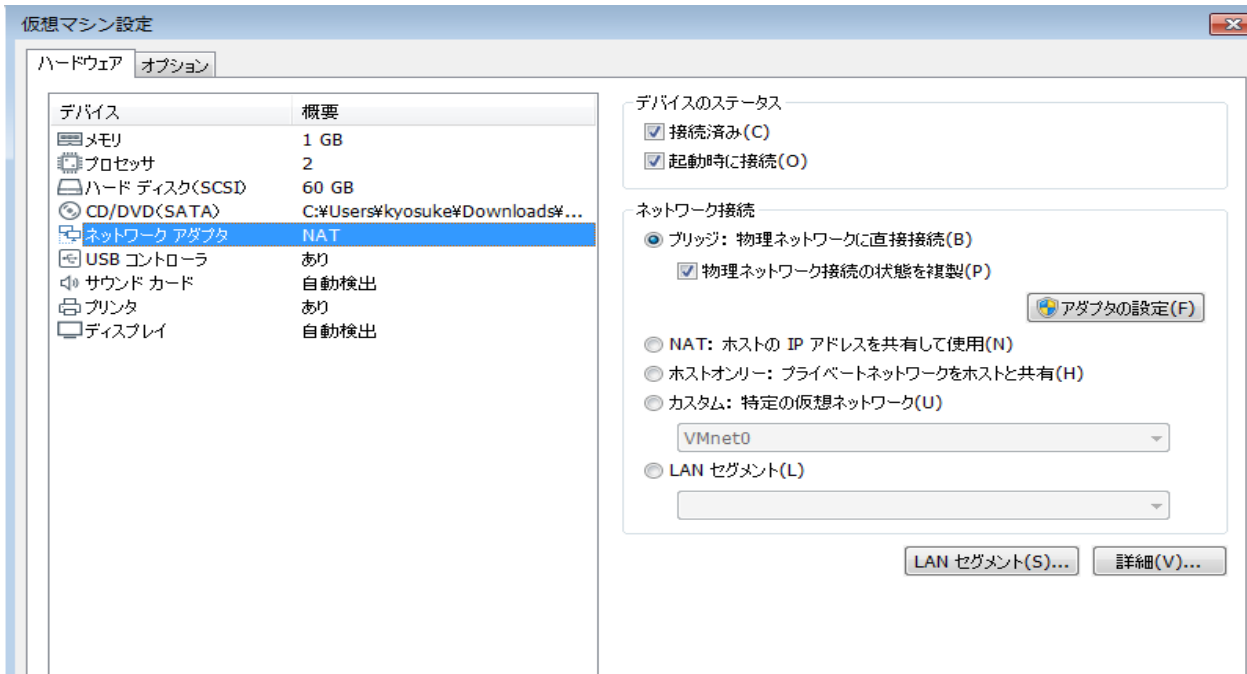 仮想マシン設定
ハードウェア オプション
デバイス 概要
メモリ 1 GB
プロセッサ 2
ハード ディスク(SCSI) 60 GB
CD/DVD(SATA) C:¥Users¥kyosuke¥Downloads¥...
ネットワーク アダプタ NAT
USB コントローラ あり
サウンド カード 自動検出
プリンタ あり
ディスプレイ 自動検出
デバイスのステータス
接続済み(C)
起動時に接続(O)
ネットワーク接続
ブリッジ: 物理ネットワークに直接接続(B)
物理ネットワーク接続の状態を複製(P)
アダプタの設定(F)
NAT: ホストの IP アドレスを共有して使用(N)
ホストオンリー: プライベートネットワークをホストと共有(H)
カスタム: 特定の仮想ネットワーク(U)
VMnet0
LAN セグメント(L)
LAN セグメント(S)... 詳細(V)...